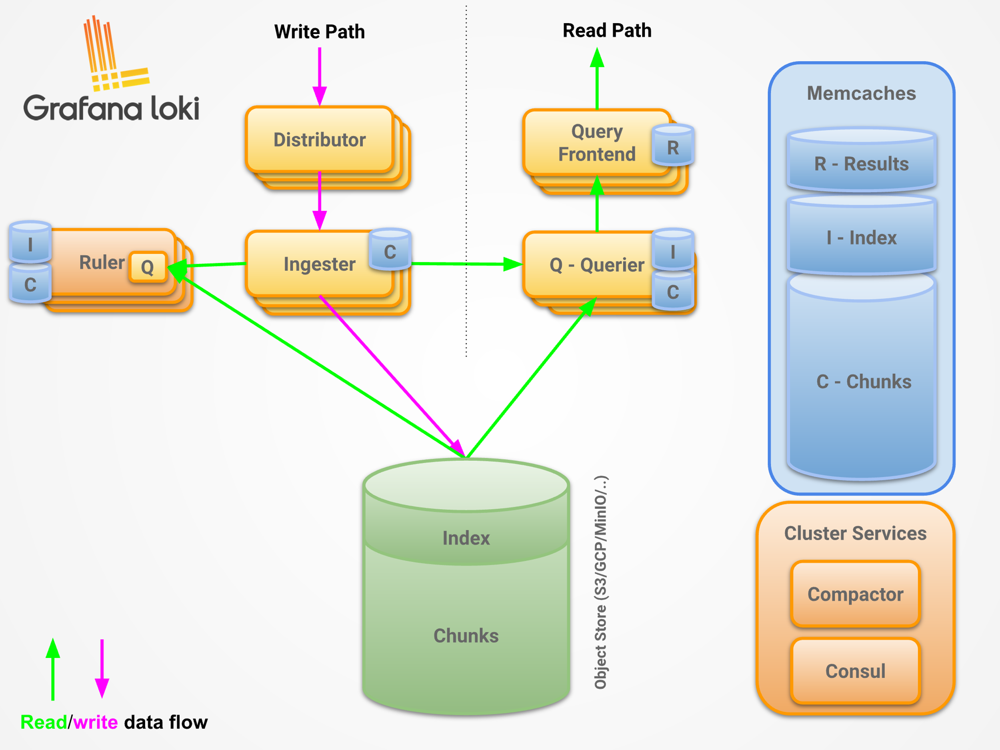 Grafana loki
Write Path
Read Path
Distributor
Query
Frontend
R
I
C
Ruler
Q
Ingester
C
Q - Querier
I
C
Index
Chunks
Object Store (S3/GCP/MinIO/..)
Memcaches
R - Results
I - Index
C - Chunks
Cluster Services
Compactor
Consul
Read/write data flow